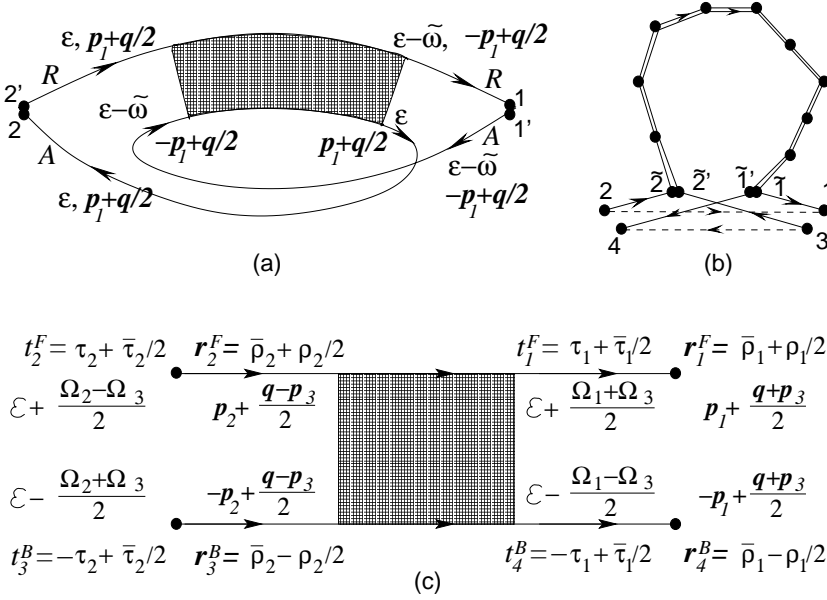 ε, p₁+q/2
ε−ω̃, −p₁+q/2
R
R
2'
2
1
1'
ε−ω̃
ε
−p₁+q/2
p₁+q/2
A
A
ε−ω̃
−p₁+q/2
ε, p₁+q/2
(a)
2
2̃
2̃'
1̃'
1̃
1
4
3
(b)
t₂ᶠ = τ₂ + τ̄₂/2
r₂ᶠ = ρ̄₂ + ρ₂/2
t₁ᶠ = τ₁ + τ̄₁/2
r₁ᶠ = ρ̄₁ + ρ₁/2
ℰ + (Ω₂−Ω₃)/2
p₂ + (q−p₃)/2
ℰ + (Ω₁+Ω₃)/2
p₁ + (q+p₃)/2
ℰ − (Ω₂+Ω₃)/2
−p₂ + (q−p₃)/2
ℰ − (Ω₁−Ω₃)/2
−p₁ + (q+p₃)/2
t₃ᴮ = −τ₂ + τ̄₂/2
r₃ᴮ = ρ̄₂ − ρ₂/2
t₄ᴮ = −τ₁ + τ̄₁/2
r₄ᴮ = ρ̄₁ − ρ₁/2
(c)